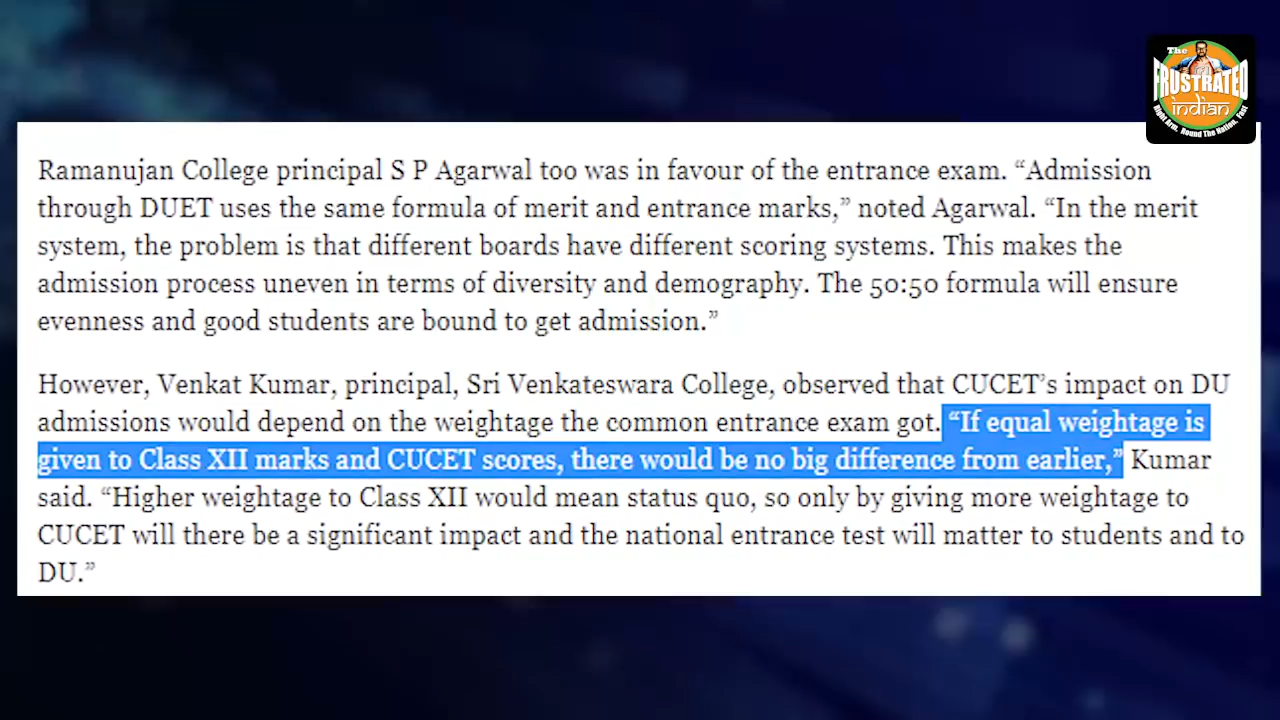 The
FRUSTRATED
indian
Right Arm, Round The Nation, Fast
Ramanujan College principal S P Agarwal too was in favour of the entrance exam. “Admission
through DUET uses the same formula of merit and entrance marks,” noted Agarwal. “In the merit
system, the problem is that different boards have different scoring systems. This makes the
admission process uneven in terms of diversity and demography. The 50:50 formula will ensure
evenness and good students are bound to get admission.”
However, Venkat Kumar, principal, Sri Venkateswara College, observed that CUCET’s impact on DU
admissions would depend on the weightage the common entrance exam got. “If equal weightage is
given to Class XII marks and CUCET scores, there would be no big difference from earlier,” Kumar
said. “Higher weightage to Class XII would mean status quo, so only by giving more weightage to
CUCET will there be a significant impact and the national entrance test will matter to students and to
DU.”